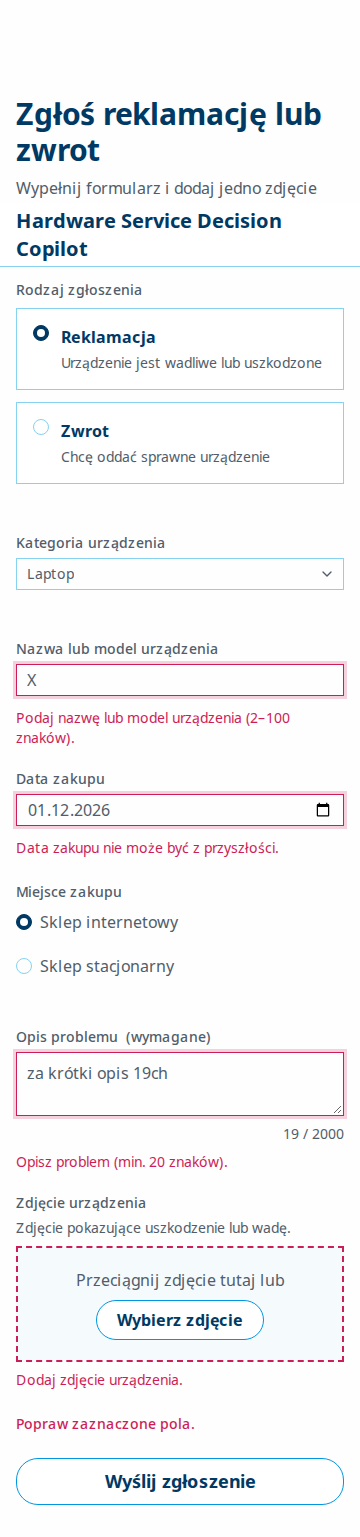 Zgłoś reklamację lub
zwrot
Wypełnij formularz i dodaj jedno zdjęcie
Hardware Service Decision
Copilot
Rodzaj zgłoszenia
Reklamacja
Urządzenie jest wadliwe lub uszkodzone
Zwrot
Chcę oddać sprawne urządzenie
Kategoria urządzenia
Laptop
Nazwa lub model urządzenia
X
Podaj nazwę lub model urządzenia (2–100
znaków).
Data zakupu
01.12.2026
Data zakupu nie może być z przyszłości.
Miejsce zakupu
Sklep internetowy
Sklep stacjonarny
Opis problemu (wymagane)
za krótki opis 19ch
19 / 2000
Opisz problem (min. 20 znaków).
Zdjęcie urządzenia
Zdjęcie pokazujące uszkodzenie lub wadę.
Przeciągnij zdjęcie tutaj lub
Wybierz zdjęcie
Dodaj zdjęcie urządzenia.
Popraw zaznaczone pola.
Wyślij zgłoszenie